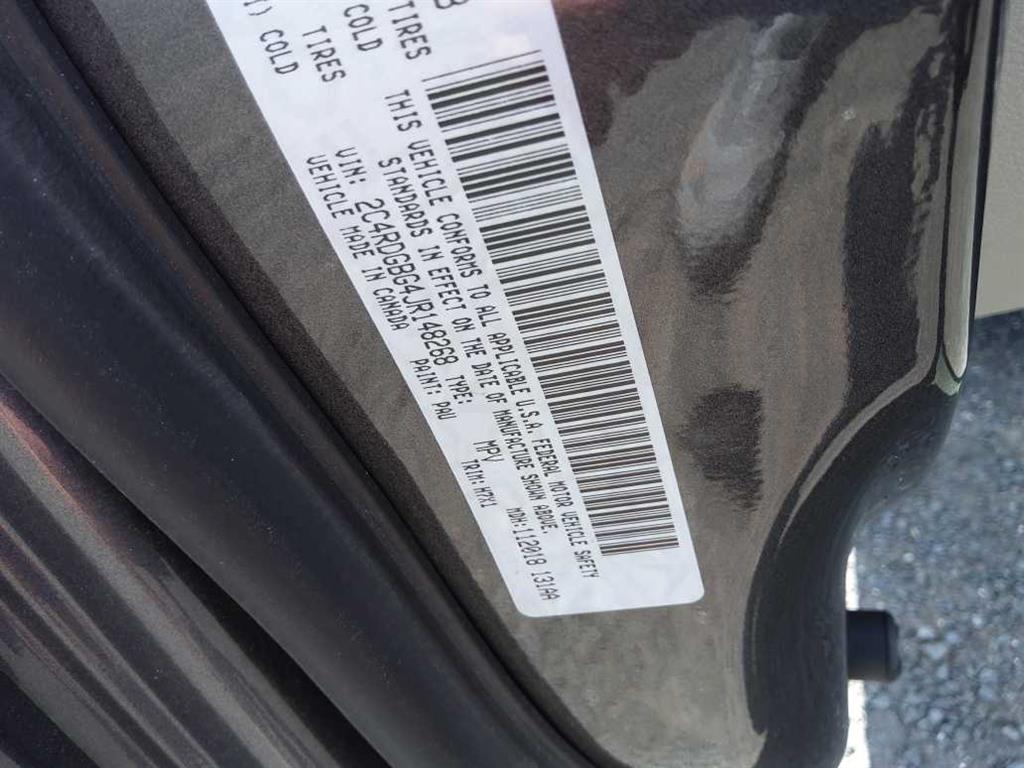 B
TIRES
COLD
) COLD
TIRES
THIS VEHICLE CONFORMS TO ALL APPLICABLE U.S.A. FEDERAL MOTOR VEHICLE SAFETY
STANDARDS IN EFFECT ON THE DATE OF MANUFACTURE SHOWN ABOVE.
VIN: 2C4RDGBG4JR148268 TYPE: MPV MDH:112018 131AA
VEHICLE MADE IN CANADA PAINT: PAU TRIM: H7X1